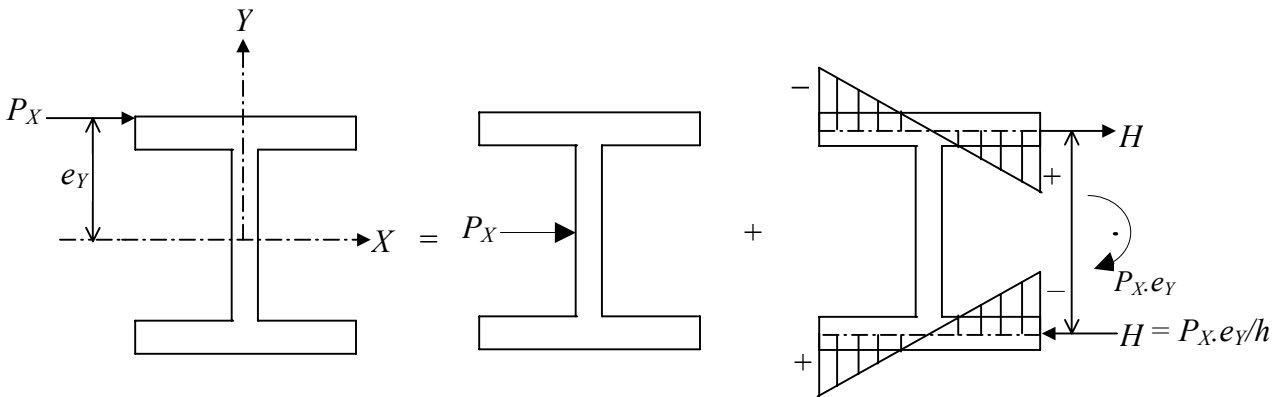 Y
P_X
e_Y
X
=
P_X
+
−
H
+
P_X.e_Y
−
H = P_X.e_Y/h
+